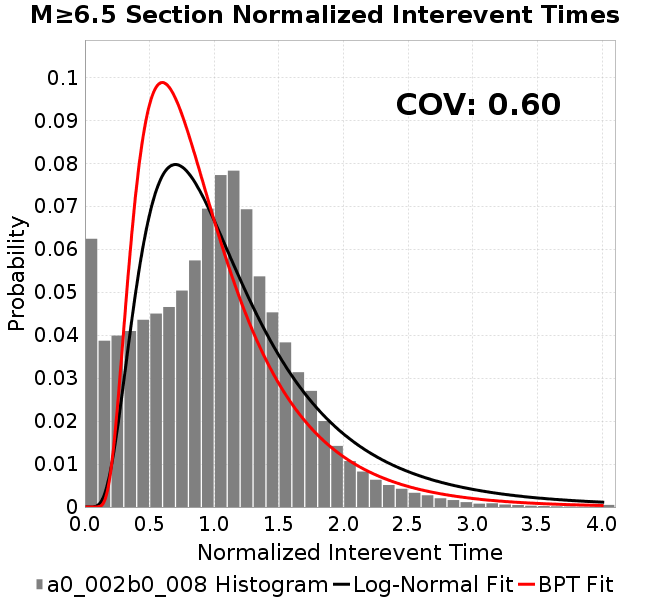 M≥6.5 Section Normalized Interevent Times
COV: 0.60
Probability
0.1
0.09
0.08
0.07
0.06
0.05
0.04
0.03
0.02
0.01
0
0.0 0.5 1.0 1.5 2.0 2.5 3.0 3.5 4.0
Normalized Interevent Time
a0_002b0_008 Histogram Log-Normal Fit BPT Fit